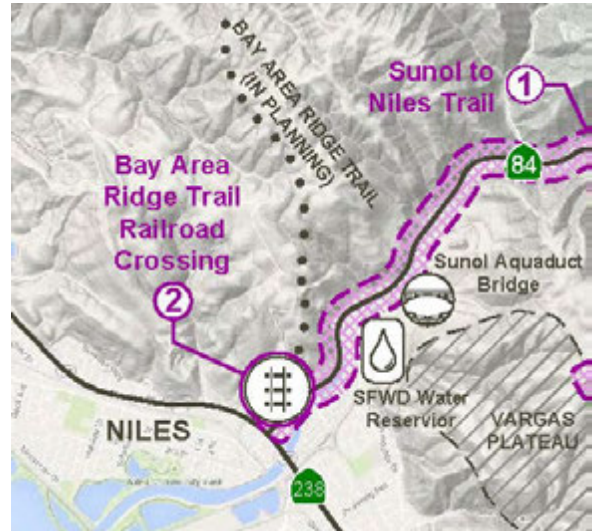 BAY AREA RIDGE TRAIL
(IN PLANNING)
Sunol to
Niles Trail
1
84
Bay Area
Ridge Trail
Railroad
Crossing
2
Sunol Aquaduct
Bridge
SFWD Water
Reservior
VARGAS
PLATEAU
NILES
238